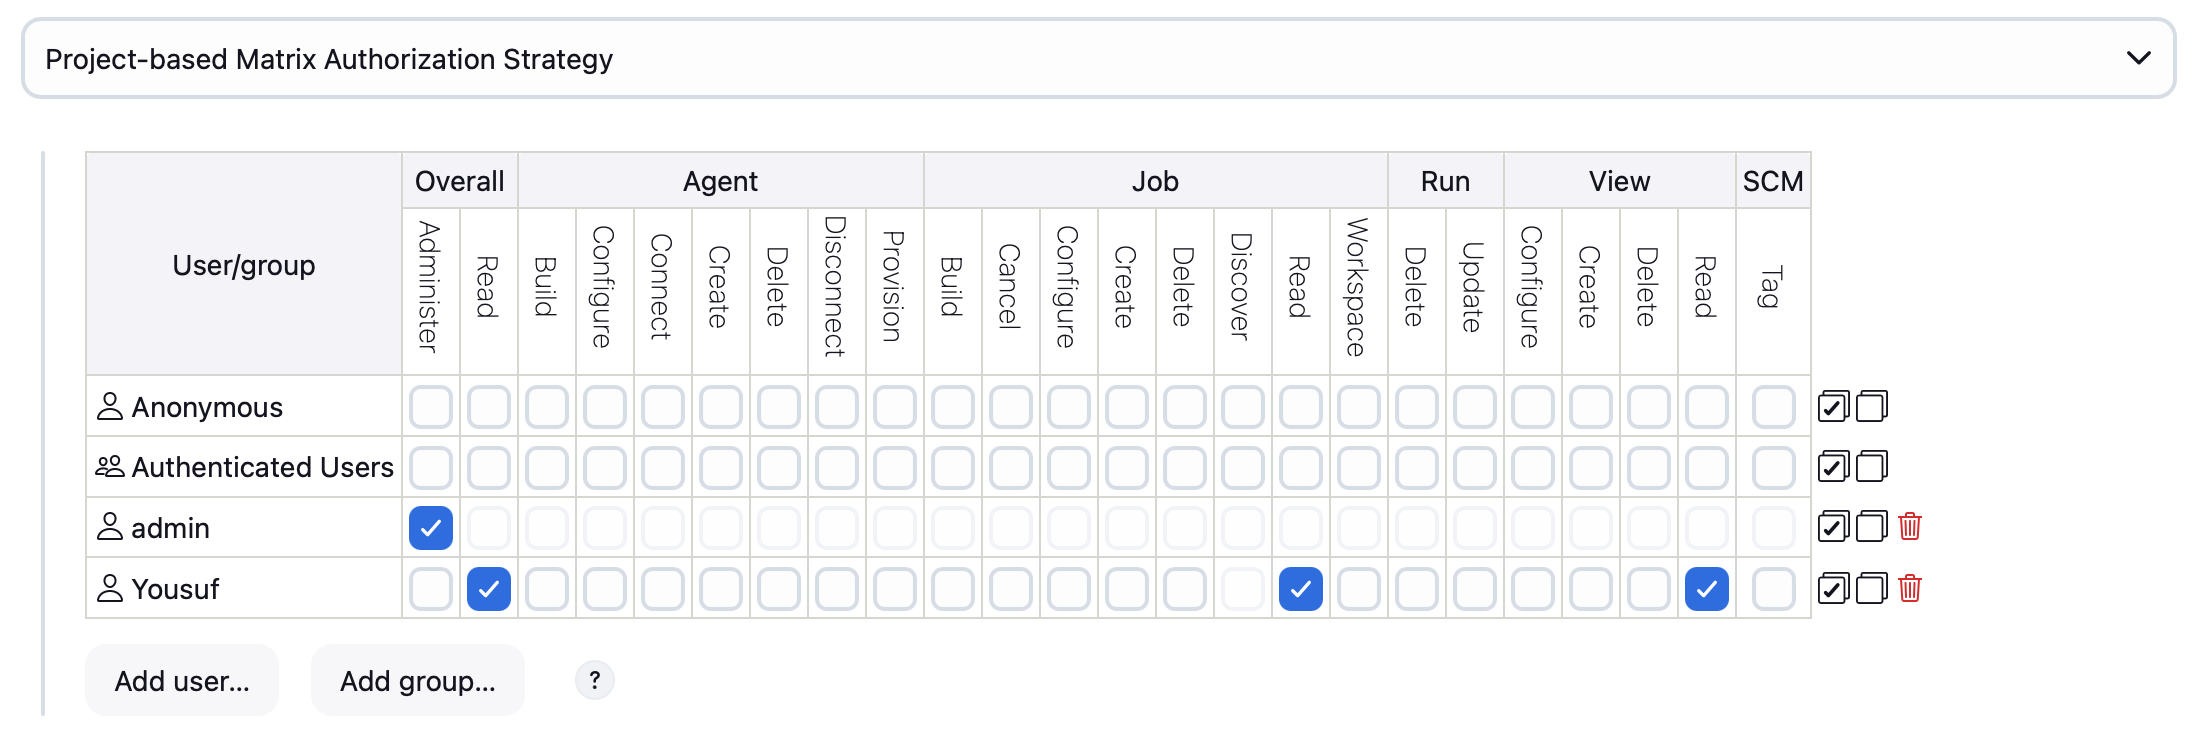 Project-based Matrix Authorization Strategy
User/group Overall Agent Job Run View SCM
Administer Read Build Configure Connect Create Delete Disconnect Provision Build Cancel Configure Create Delete Discover Read Workspace Delete Update Configure Create Delete Read Tag
Anonymous
Authenticated Users
admin
Yousuf
Add user... Add group... ?